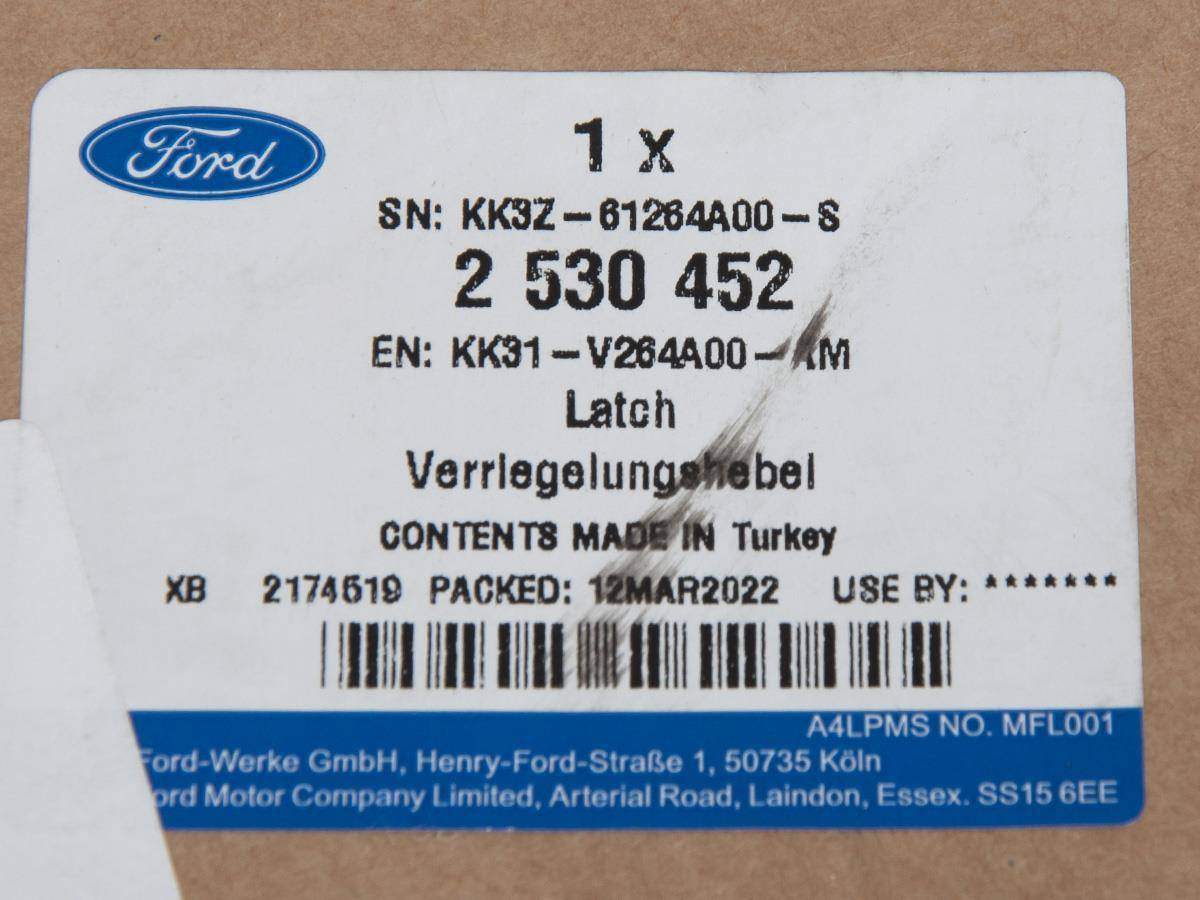 Ford
1 x
SN: KK3Z-61264A00-S
2 530 452
EN: KK31-V264A00-
Latch
Verriegelungshebel
CONTENTS MADE IN Turkey
XB 2174519 PACKED: 12MAR2022 USE BY: *******
A4LPMS NO. MFL001
Ford-Werke GmbH, Henry-Ford-Straße 1, 50735 Köln
ord Motor Company Limited, Arterial Road, Laindon, Essex. SS15 6EE